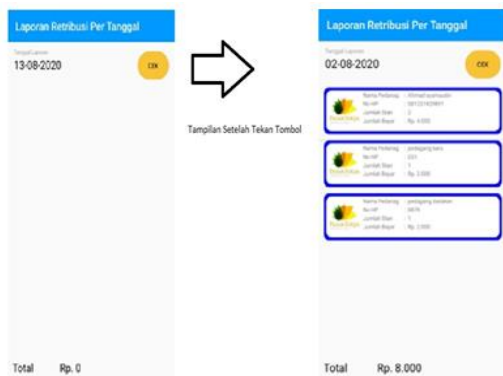 Laporan Retribusi Per Tanggal
Tanggal Laporan
13-08-2020
CEK
Total Rp. 0
Tampilan Setelah Tekan Tombol
Laporan Retribusi Per Tanggal
Tanggal Laporan
02-08-2020
CEK
Nama Pedagang :
No HP :
Jumlah Stan : 2
Jumlah Bayar : Rp. 4.000
Nama Pedagang : pedagang baru
No HP :
Jumlah Stan : 1
Jumlah Bayar : Rp. 2.000
Nama Pedagang : pedagang
No HP :
Jumlah Stan : 1
Jumlah Bayar : Rp. 2.000
Total Rp. 8.000